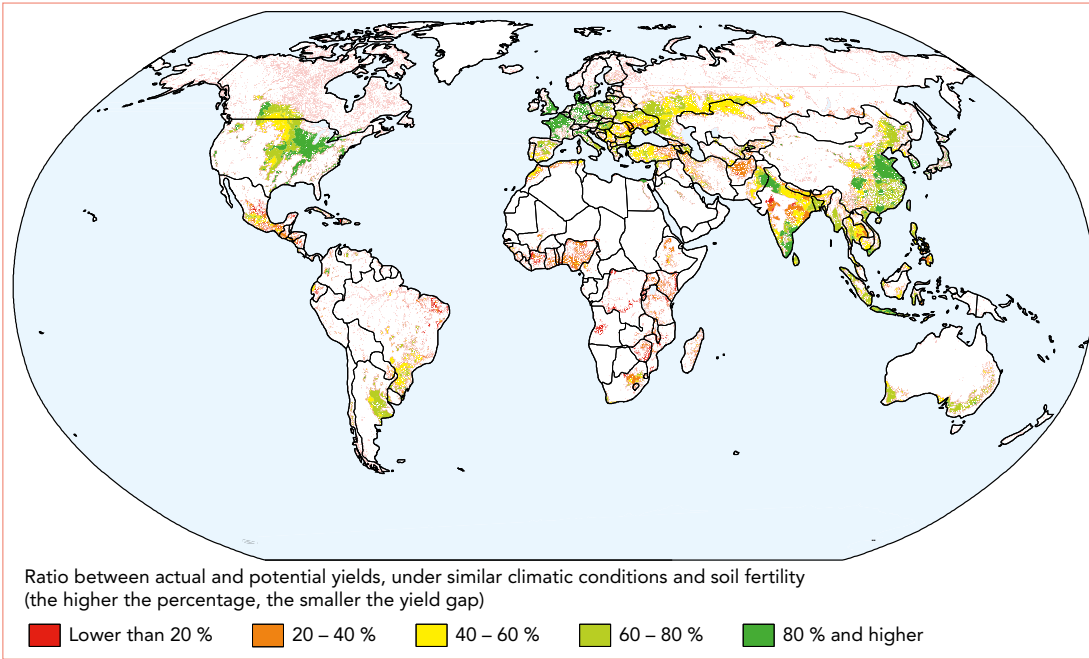 Ratio between actual and potential yields, under similar climatic conditions and soil fertility
(the higher the percentage, the smaller the yield gap)
Lower than 20 %
20 – 40 %
40 – 60 %
60 – 80 %
80 % and higher